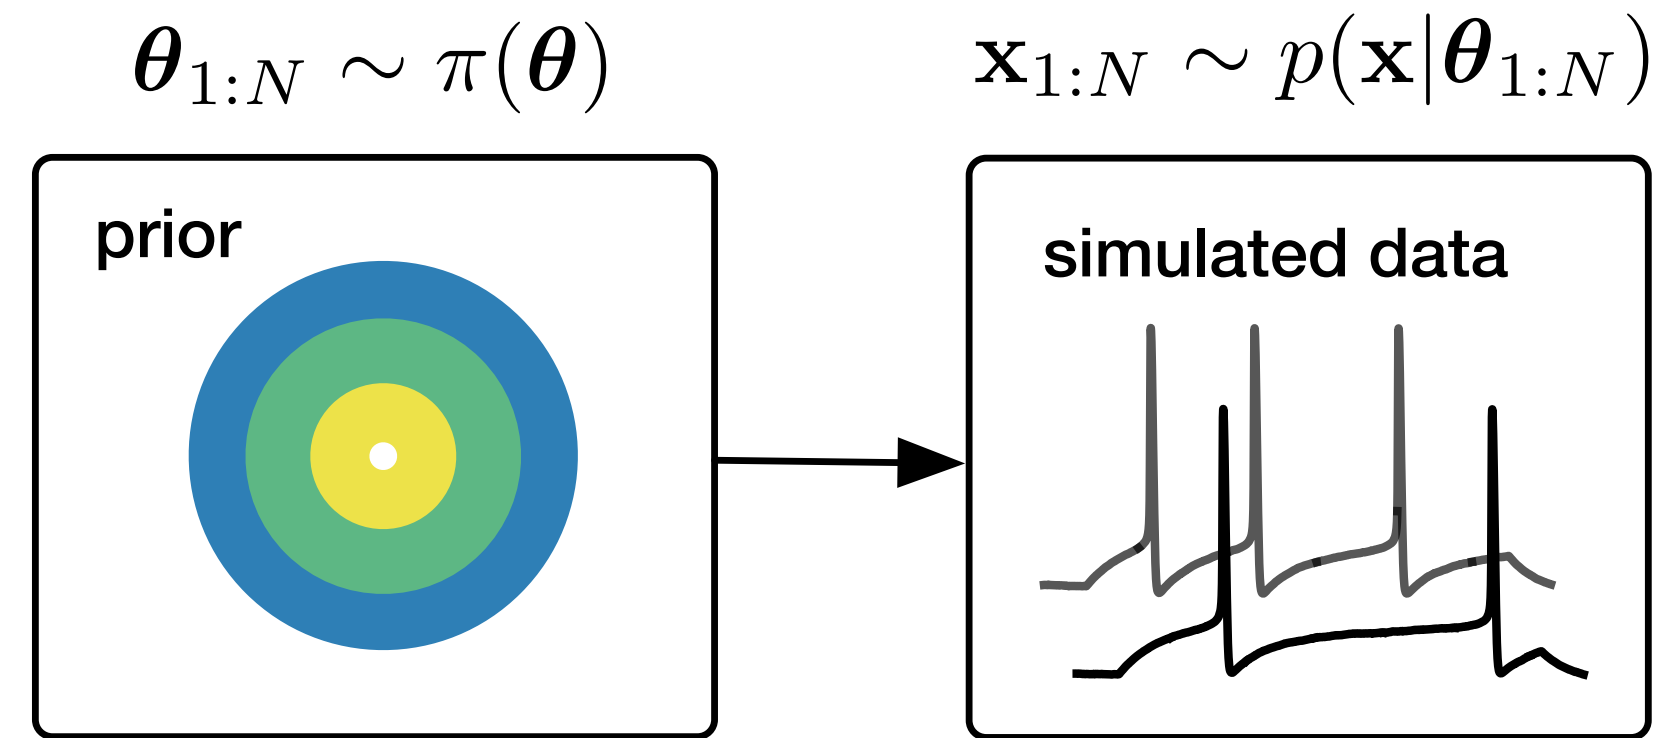 θ₁:N ∼ π(θ)
x₁:N ∼ p(x|θ₁:N)
prior
simulated data